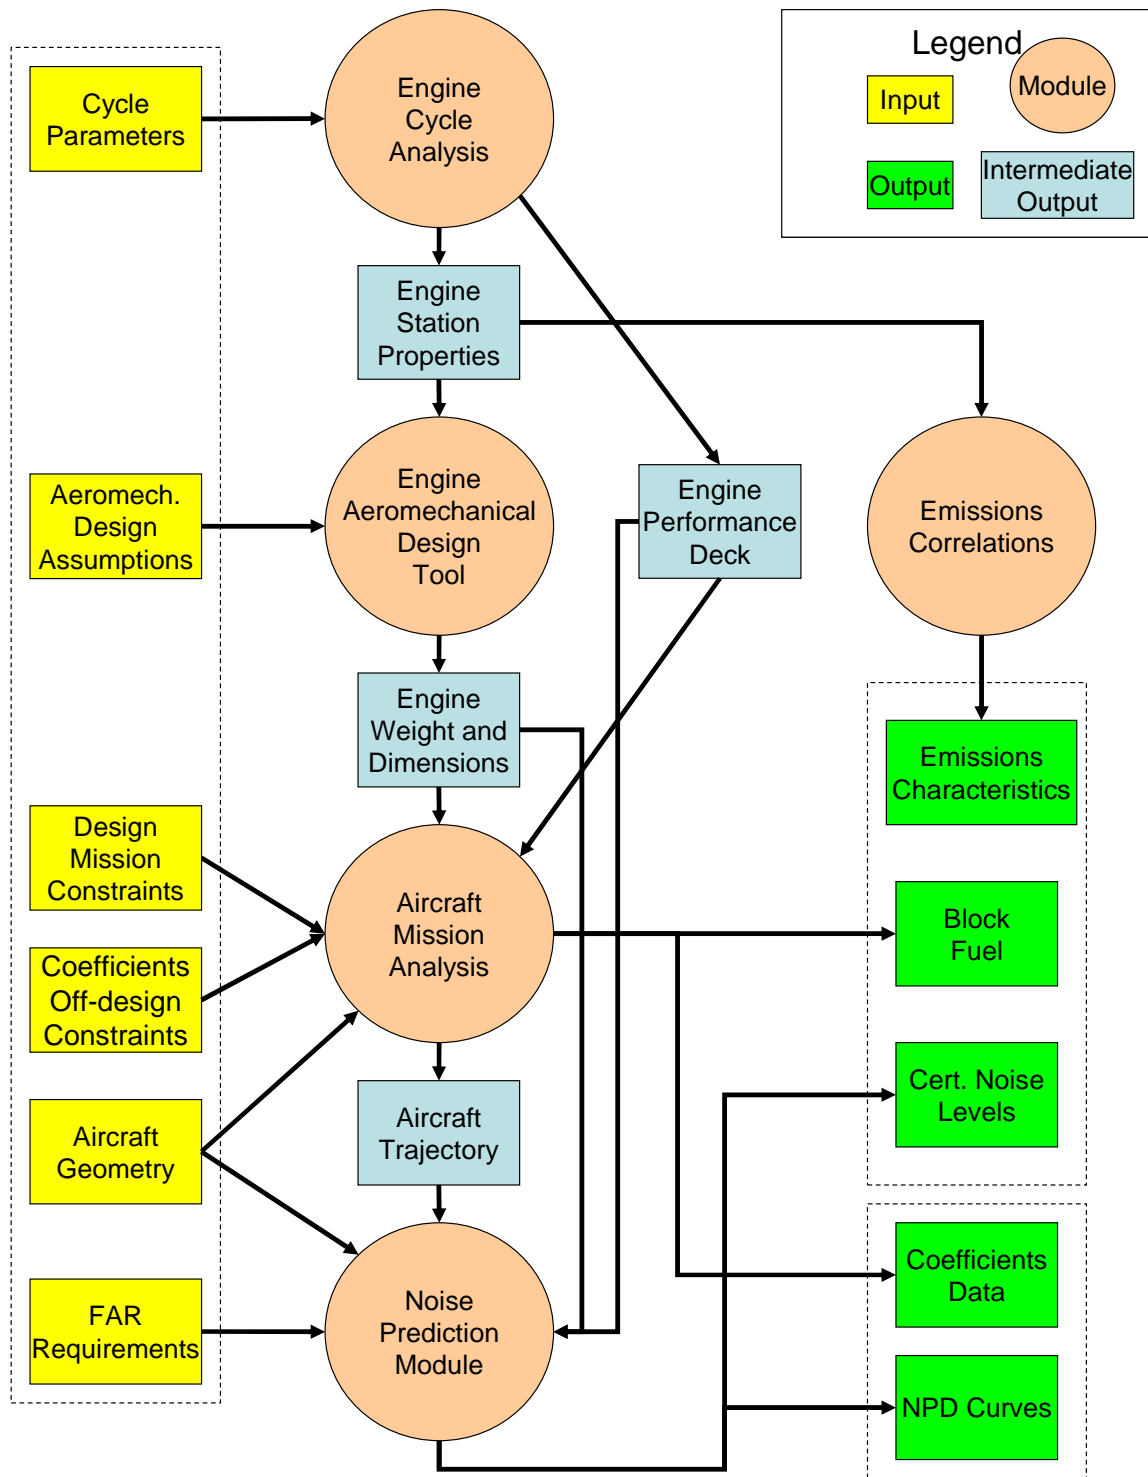 Legend
Input
Module
Output
Intermediate
Output
Cycle
Parameters
Engine
Cycle
Analysis
Engine
Station
Properties
Aeromech.
Design
Assumptions
Engine
Aeromechanical
Design
Tool
Engine
Performance
Deck
Emissions
Correlations
Engine
Weight and
Dimensions
Emissions
Characteristics
Design
Mission
Constraints
Aircraft
Mission
Analysis
Block
Fuel
Coefficients
Off-design
Constraints
Cert. Noise
Levels
Aircraft
Geometry
Aircraft
Trajectory
Coefficients
Data
FAR
Requirements
Noise
Prediction
Module
NPD Curves